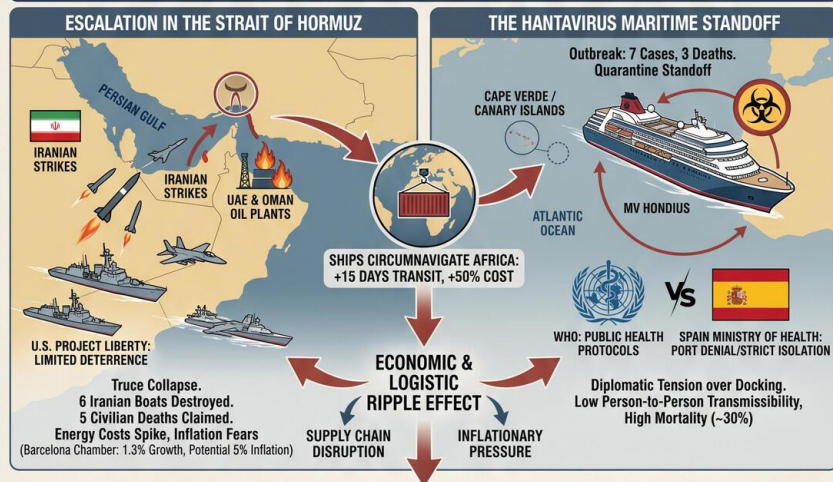 ESCALATION IN THE STRAIT OF HORMUZ
PERSIAN GULF
IRANIAN
STRIKES
IRANIAN
STRIKES
UAE & OMAN
OIL PLANTS
U.S. PROJECT LIBERTY:
LIMITED DETERRENCE
Truce Collapse.
6 Iranian Boats Destroyed.
5 Civilian Deaths Claimed.
Energy Costs Spike, Inflation Fears
(Barcelona Chamber: 1.3% Growth, Potential 5% Inflation)
SHIPS CIRCUMNAVIGATE AFRICA:
+15 DAYS TRANSIT, +50% COST
ECONOMIC &
LOGISTIC
RIPPLE EFFECT
SUPPLY CHAIN
DISRUPTION
INFLATIONARY
PRESSURE
THE HANTAVIRUS MARITIME STANDOFF
Outbreak: 7 Cases, 3 Deaths.
Quarantine Standoff
CAPE VERDE /
CANARY ISLANDS
MV HONDIUS
ATLANTIC
OCEAN
VS
WHO: PUBLIC HEALTH
PROTOCOLS
SPAIN MINISTRY OF HEALTH:
PORT DENIAL/STRICT ISOLATION
Diplomatic Tension over Docking.
Low Person-to-Person Transmissibility,
High Mortality (~30%)